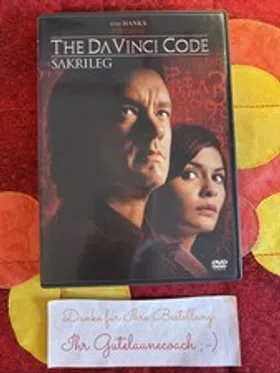 TOM HANKS
THE DA VINCI CODE
SAKRILEG
DVD
Danke für Ihre Bestellung
Ihr Gutelaunecoach ;-)